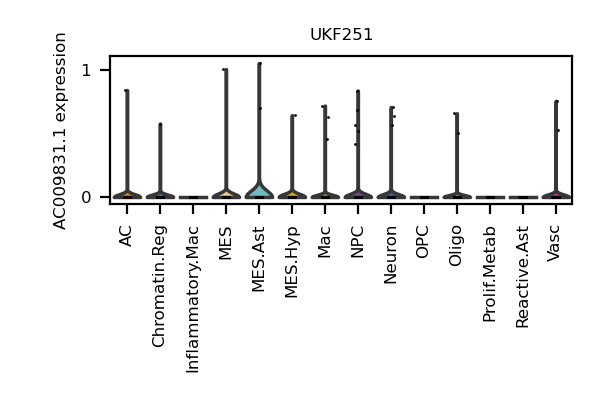 UKF251
AC009831.1 expression
1
0
AC
Chromatin.Reg
Inflammatory.Mac
MES
MES.Ast
MES.Hyp
Mac
NPC
Neuron
OPC
Oligo
Prolif.Metab
Reactive.Ast
Vasc